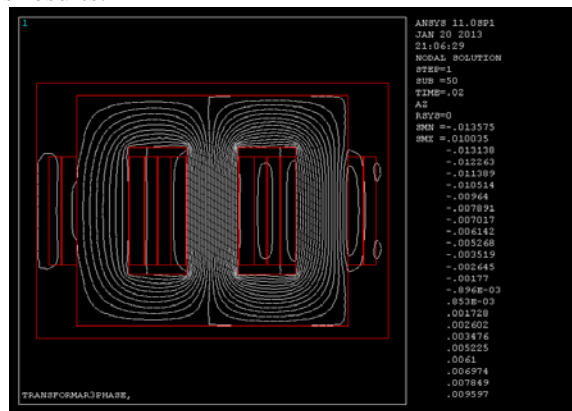 1
ANSYS 11.0SP1
JAN 20 2013
21:06:29
NODAL SOLUTION
STEP=1
SUB =50
TIME=.02
AZ
RSYS=0
SMN =-.013575
SMX =.010035
-.013138
-.012263
-.011389
-.010514
-.00964
-.007891
-.007017
-.006142
-.005268
-.003519
-.002645
-.00177
-.896E-03
.853E-03
.001728
.002602
.003476
.005225
.0061
.006974
.007849
.009597
TRANSFORMAR3PHASE,